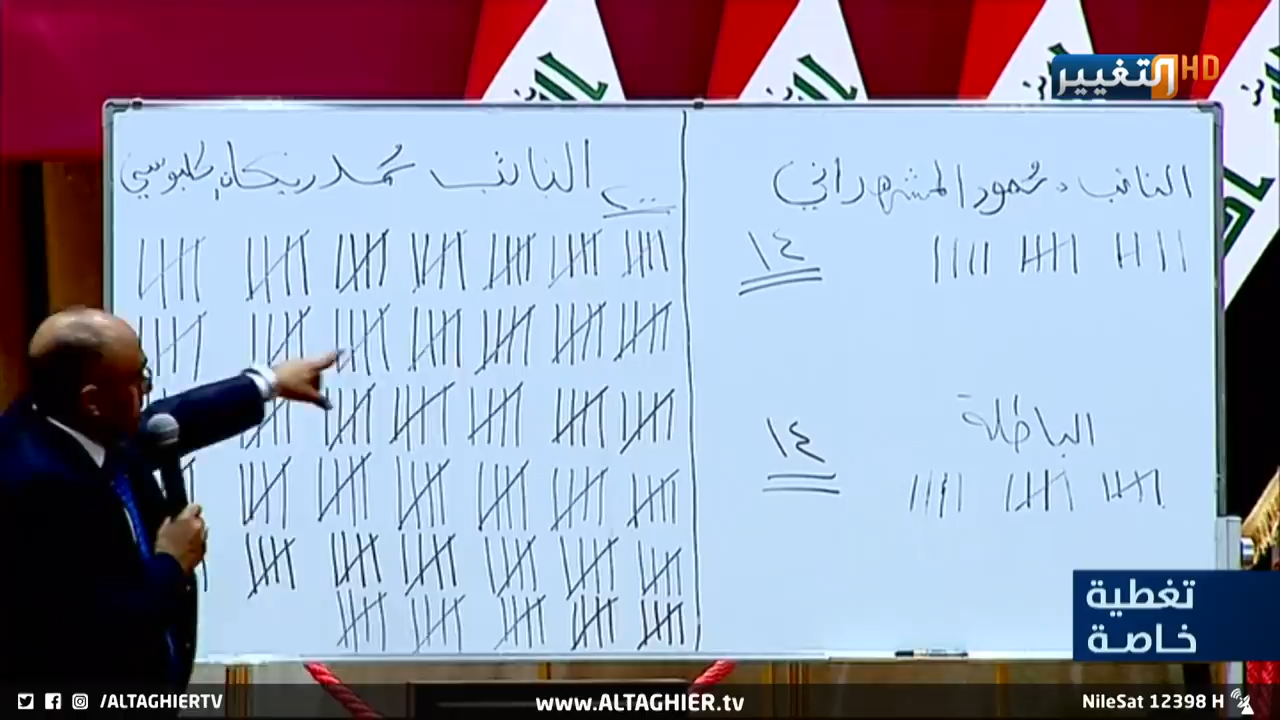 التغيير HD
النائب د. محمود المشهداني
١٤
الباطلة
١٤
النائب محمد ريكان الحلبوسي
٢٠٠
تغطية
خاصة
/ALTAGHIERTV
www.ALTAGHIER.tv
NileSat 12398 H